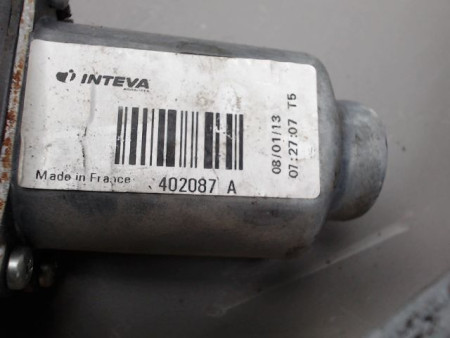 INTEVA
Made in France
402087 A
08/01/13
07:27:07 T5